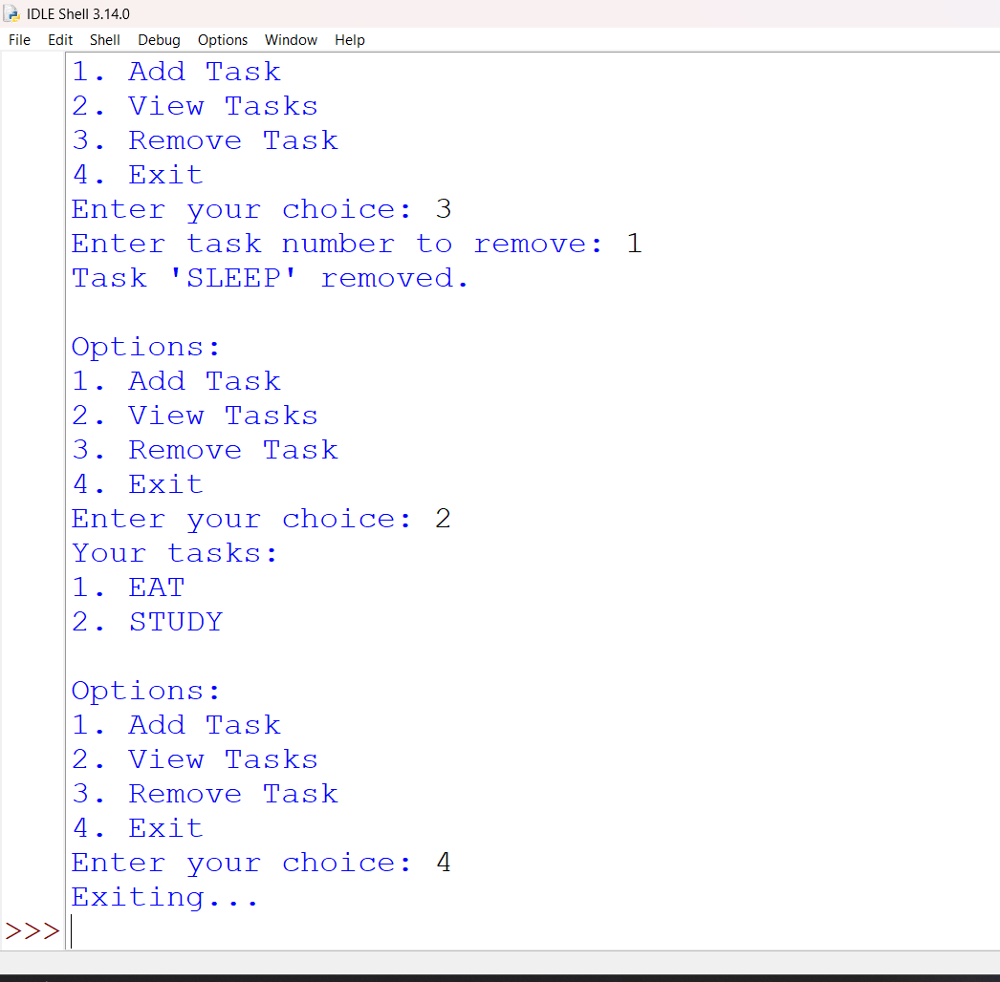 IDLE Shell 3.14.0
File Edit Shell Debug Options Window Help
1. Add Task
2. View Tasks
3. Remove Task
4. Exit
Enter your choice: 3
Enter task number to remove: 1
Task 'SLEEP' removed.
Options:
1. Add Task
2. View Tasks
3. Remove Task
4. Exit
Enter your choice: 2
Your tasks:
1. EAT
2. STUDY
Options:
1. Add Task
2. View Tasks
3. Remove Task
4. Exit
Enter your choice: 4
Exiting...
>>>